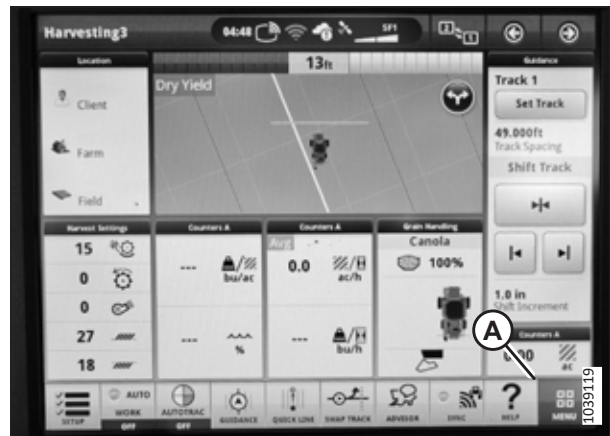 Harvesting3
04:48
SF1
2
1
Location
Client
Farm
Field
13ft
Dry Yield
Guidance
Track 1
Set Track
49.000ft
Track Spacing
Shift Track
1.0 in
Shift Increment
Harvest Settings
15
0
0
27
18
Counters A
---
bu/ac
---
%
Counters A
Avg
0.0
ac/h
---
bu/h
Grain Handling
Canola
100%
Counters A
ac
A
SETUP
AUTO
WORK
OFF
AUTOTRAC
OFF
GUIDANCE
QUICK LINE
SWAP TRACK
ADVISOR
SYNC
?
HELP
MENU
1039119